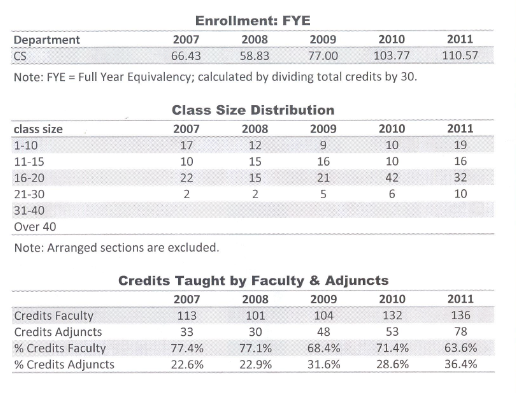 Enrollment: FYE
Department 2007 2008 2009 2010 2011
CS 66.43 58.83 77.00 103.77 110.57
Note: FYE = Full Year Equivalency; calculated by dividing total credits by 30.
Class Size Distribution
class size 2007 2008 2009 2010 2011
1-10 17 12 9 10 19
11-15 10 15 16 10 16
16-20 22 15 21 42 32
21-30 2 2 5 6 10
31-40
Over 40
Note: Arranged sections are excluded.
Credits Taught by Faculty & Adjuncts
2007 2008 2009 2010 2011
Credits Faculty 113 101 104 132 136
Credits Adjuncts 33 30 48 53 78
% Credits Faculty 77.4% 77.1% 68.4% 71.4% 63.6%
% Credits Adjuncts 22.6% 22.9% 31.6% 28.6% 36.4%